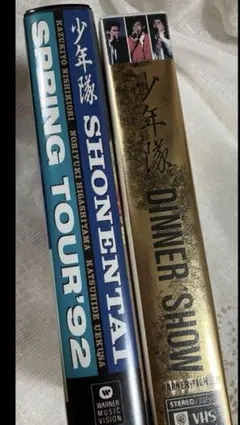 SPRING TOUR'92
KAZUKIYO NISHIKIORI NORIYUKI HIGASHIYAMA KATSUHIDE UEKUSA
少年隊 SHONENTAI
WARNER
MUSIC
VISION
少年隊 DINNER SHOW
STEREO
VHS